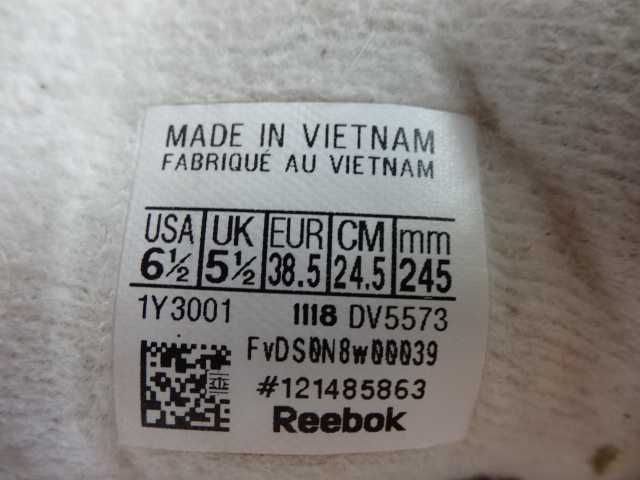 MADE IN VIETNAM
FABRIQUÉ AU VIETNAM
USA UK EUR CM mm
6½ 5½ 38.5 24.5 245
1Y3001 1118 DV5573
FvDS0N8w00039
#121485863
Reebok